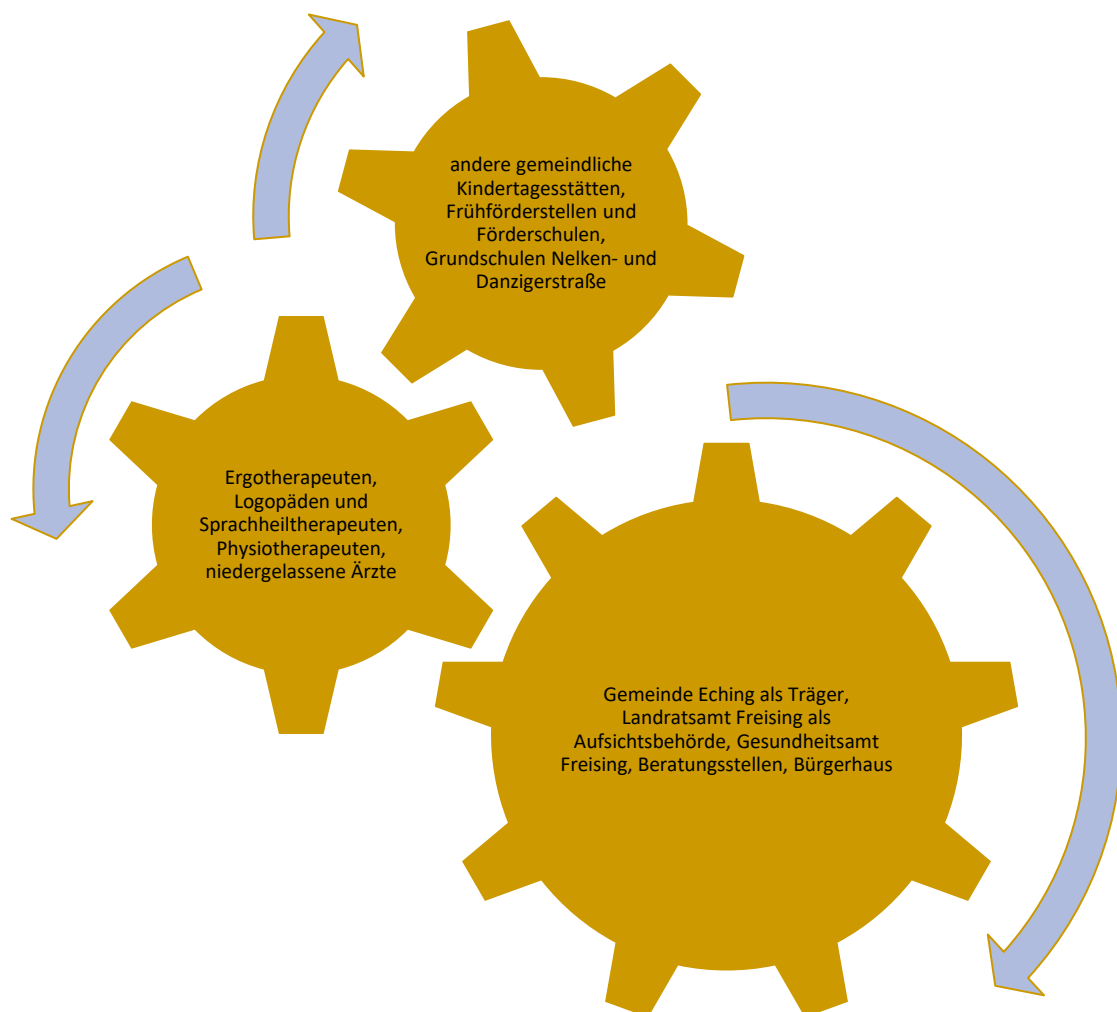 andere gemeindliche
Kindertagesstätten,
Frühförderstellen und
Förderschulen,
Grundschulen Nelken- und
Danzigerstraße
Ergotherapeuten,
Logopäden und
Sprachheiltherapeuten,
Physiotherapeuten,
niedergelassene Ärzte
Gemeinde Eching als Träger,
Landratsamt Freising als
Aufsichtsbehörde, Gesundheitsamt
Freising, Beratungsstellen, Bürgerhaus